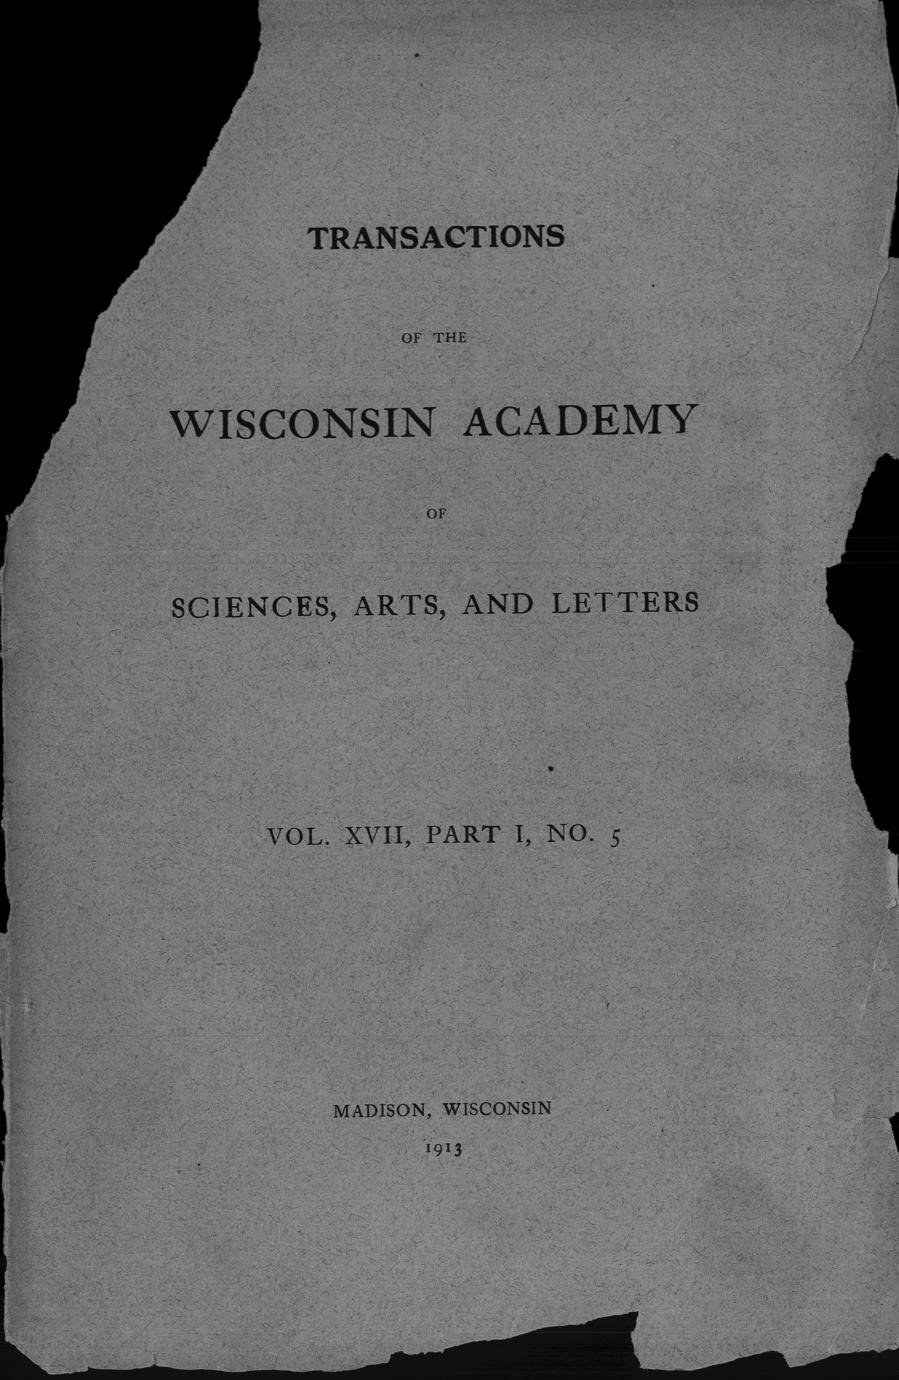 TRANSACTIONS
OF THE
WISCONSIN ACADEMY
OF
SCIENCES, ARTS, AND LETTERS
VOL. XVII, PART I, NO. 5
MADISON, WISCONSIN
1913